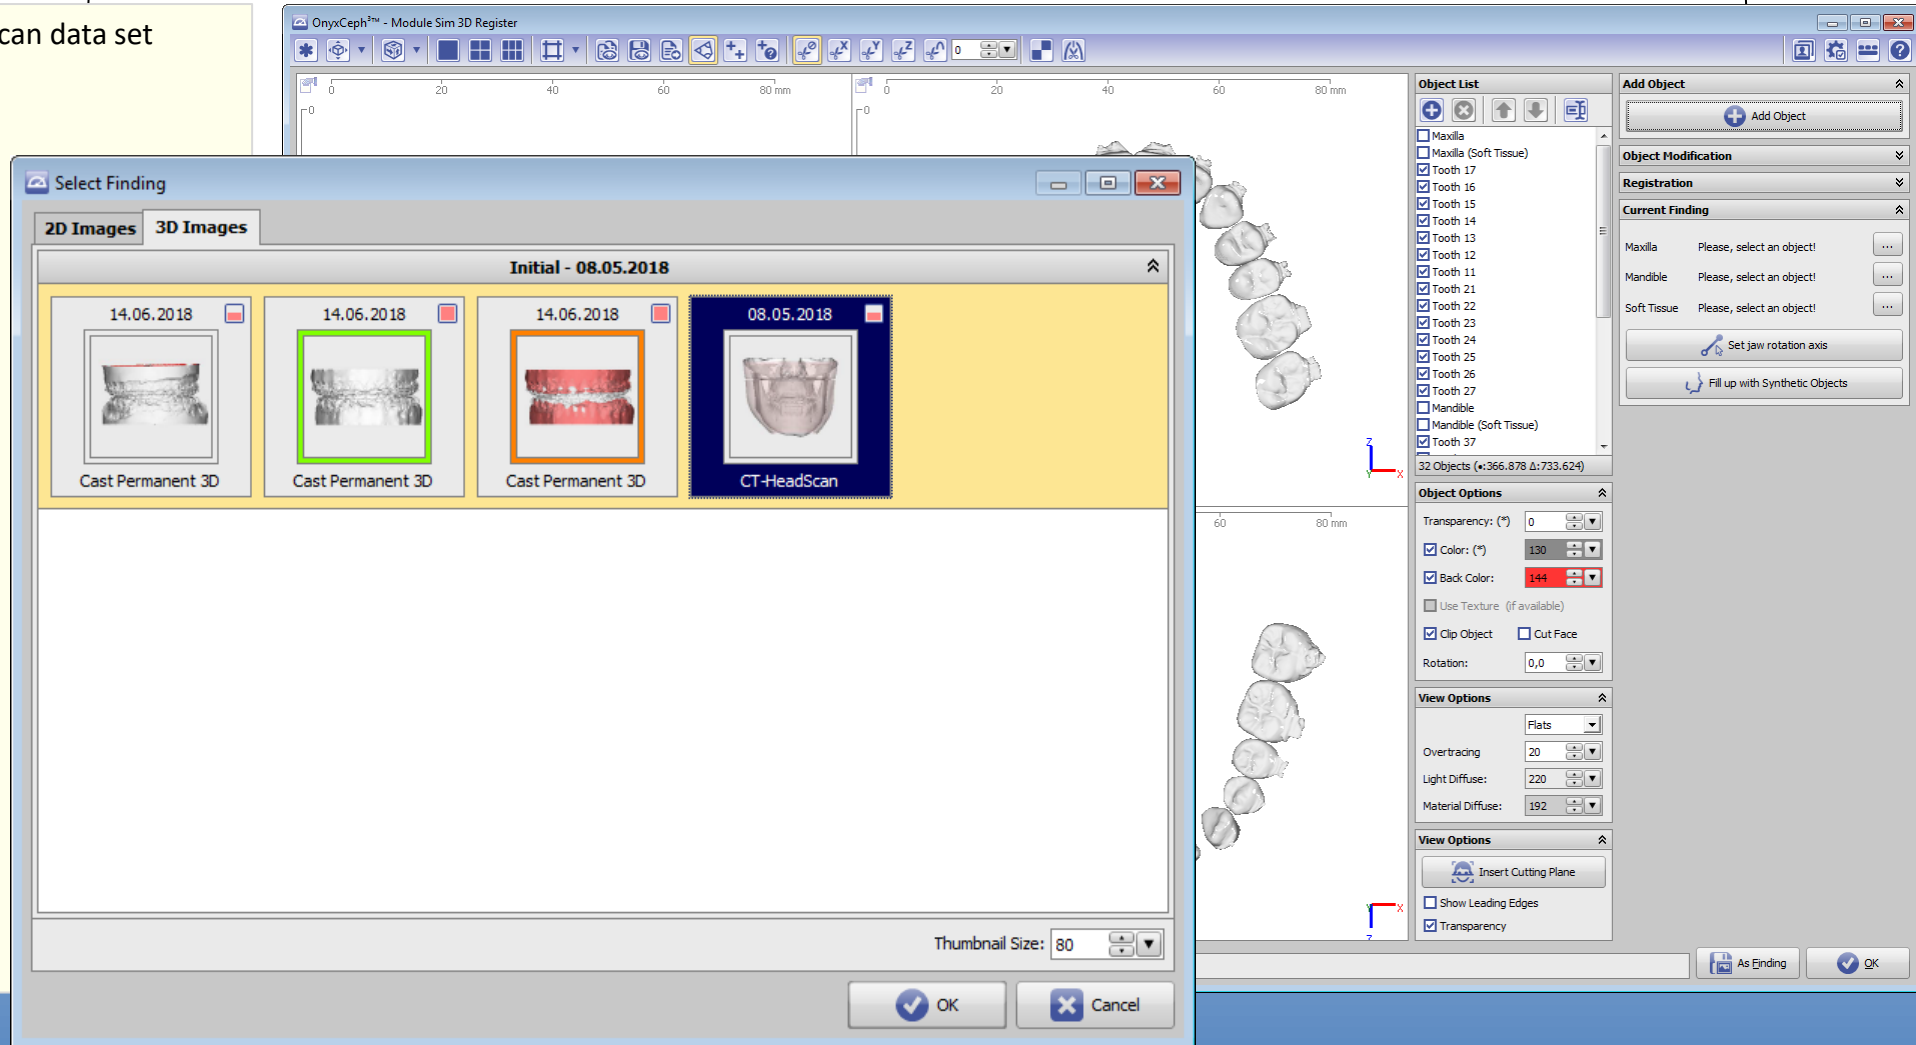 can data set
OnyxCeph³™ - Module Sim 3D Register
0
0 20 40 60 80 mm
0
0 20 40 60 80 mm
0
Z
X
Y
60 80 mm
Y
X
Z
Select Finding
2D Images
3D Images
Initial - 08.05.2018
14.06.2018
Cast Permanent 3D
14.06.2018
Cast Permanent 3D
14.06.2018
Cast Permanent 3D
08.05.2018
CT-HeadScan
Thumbnail Size: 80
OK
Cancel
Object List
Maxilla
Maxilla (Soft Tissue)
Tooth 17
Tooth 16
Tooth 15
Tooth 14
Tooth 13
Tooth 12
Tooth 11
Tooth 21
Tooth 22
Tooth 23
Tooth 24
Tooth 25
Tooth 26
Tooth 27
Mandible
Mandible (Soft Tissue)
Tooth 37
32 Objects (•:366.878 Δ:733.624)
Object Options
Transparency: (*) 0
Color: (*) 130
Back Color: 144
Use Texture (if available)
Clip Object Cut Face
Rotation: 0,0
View Options
Flats
Overtracing 20
Light Diffuse: 220
Material Diffuse: 192
View Options
Insert Cutting Plane
Show Leading Edges
Transparency
Add Object
Add Object
Object Modification
Registration
Current Finding
Maxilla Please, select an object! ...
Mandible Please, select an object! ...
Soft Tissue Please, select an object! ...
Set jaw rotation axis
Fill up with Synthetic Objects
As Finding
OK